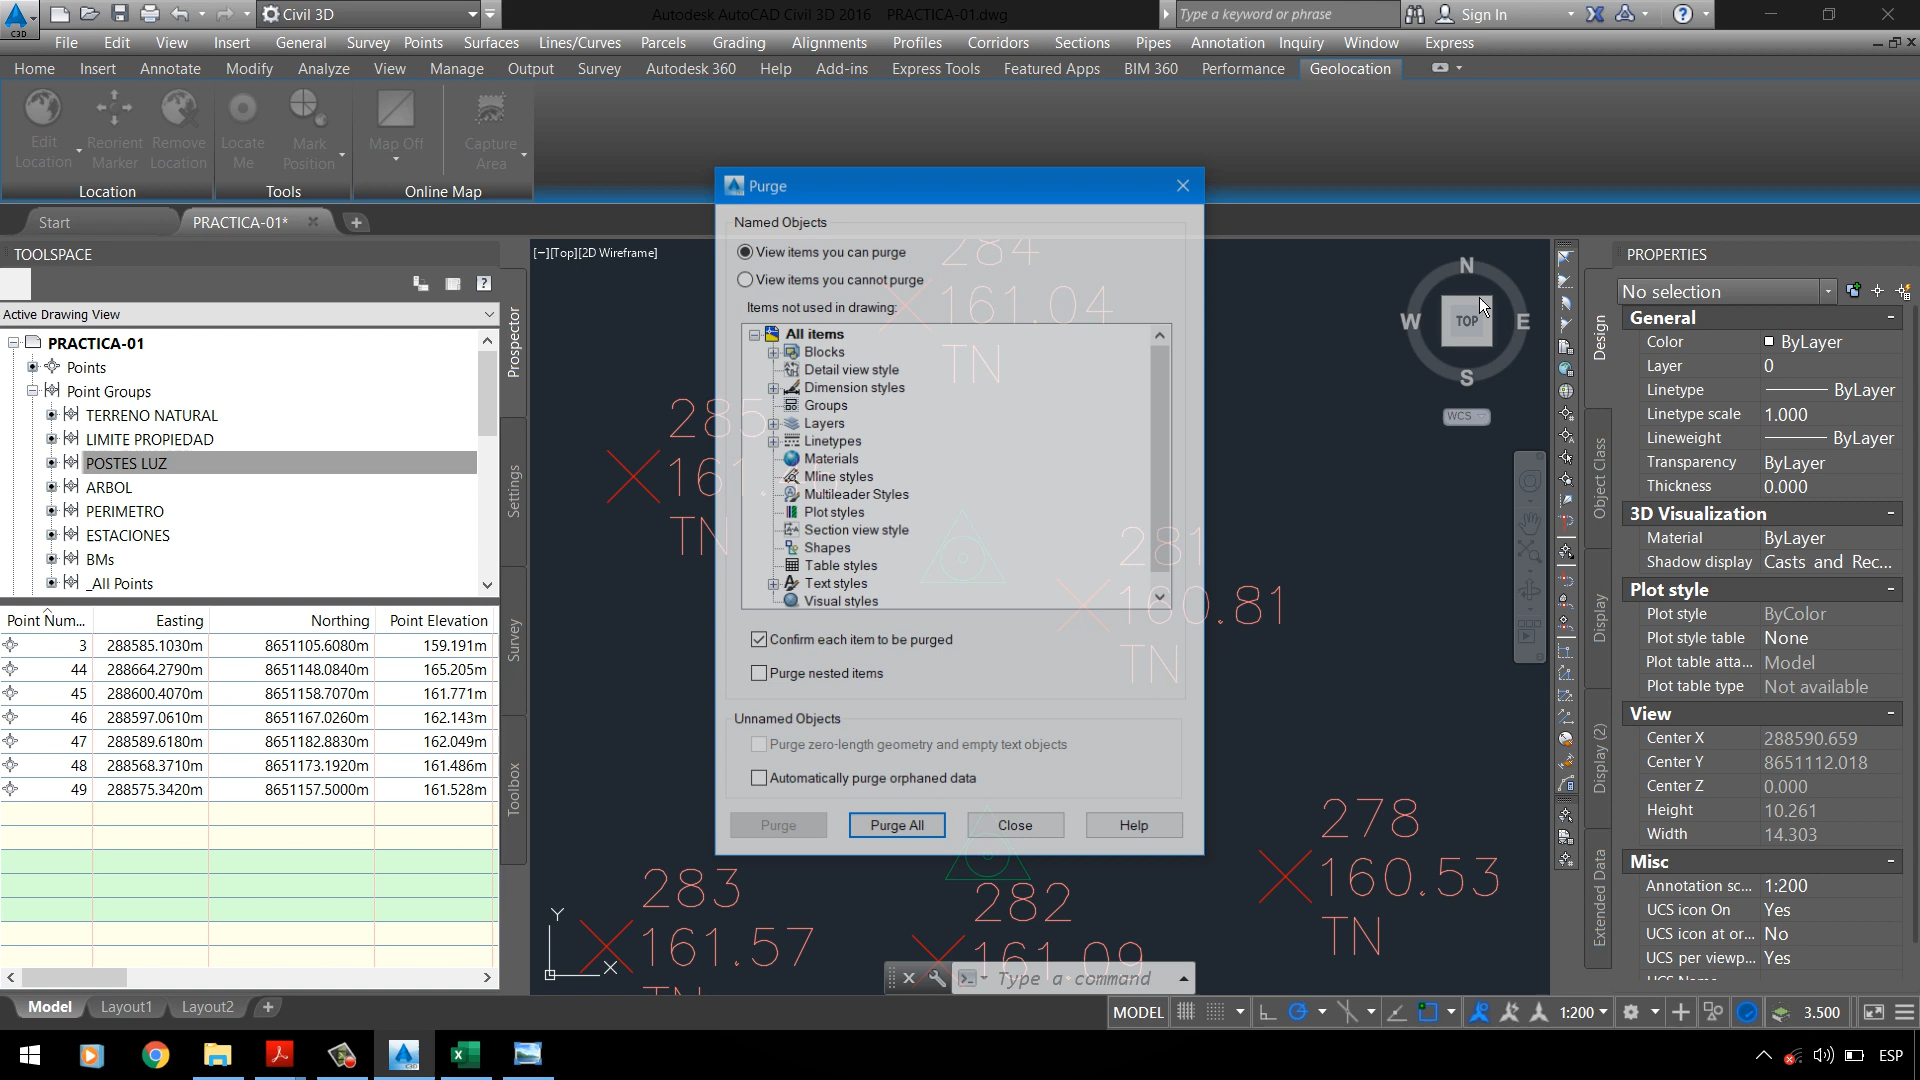 Civil 3D
Autodesk AutoCAD Civil 3D 2016 PRACTICA-01.dwg
Type a keyword or phrase
Sign In
C3D
File Edit View Insert General Survey Points Surfaces Lines/Curves Parcels Grading Alignments Profiles Corridors Sections Pipes Annotation Inquiry Window Express
Home Insert Annotate Modify Analyze View Manage Output Survey Autodesk 360 Help Add-ins Express Tools Featured Apps BIM 360 Performance Geolocation
Edit Location
Reorient Marker
Remove Location
Locate Me
Mark Position
Map Off
Capture Area
Location Tools Online Map
Start PRACTICA-01*
TOOLSPACE
Active Drawing View
PRACTICA-01
Points
Point Groups
TERRENO NATURAL
LIMITE PROPIEDAD
POSTES LUZ
ARBOL
PERIMETRO
ESTACIONES
BMs
_All Points
Point Num... Easting Northing Point Elevation
3 288585.1030m 8651105.6080m 159.191m
44 288664.2790m 8651148.0840m 165.205m
45 288600.4070m 8651158.7070m 161.771m
46 288597.0610m 8651167.0260m 162.143m
47 288589.6180m 8651182.8830m 162.049m
48 288568.3710m 8651173.1920m 161.486m
49 288575.3420m 8651157.5000m 161.528m
Prospector
Settings
Survey
Toolbox
[−][Top][2D Wireframe]
Purge
Named Objects
View items you can purge
View items you cannot purge
Items not used in drawing:
All items
Blocks
Detail view style
Dimension styles
Groups
Layers
Linetypes
Materials
Mline styles
Multileader Styles
Plot styles
Section view style
Shapes
Table styles
Text styles
Visual styles
Confirm each item to be purged
Purge nested items
Unnamed Objects
Purge zero-length geometry and empty text objects
Automatically purge orphaned data
Purge Purge All Close Help
284
161.04
TN
285
161.
TN
281
160.81
TN
278
160.53
TN
283
161.57
TN
282
161.09
Y
X
N
W TOP E
S
WCS
Type a command
PROPERTIES
No selection
General
Color ByLayer
Layer 0
Linetype ByLayer
Linetype scale 1.000
Lineweight ByLayer
Transparency ByLayer
Thickness 0.000
3D Visualization
Material ByLayer
Shadow display Casts and Rec...
Plot style
Plot style ByColor
Plot style table None
Plot table atta... Model
Plot table type Not available
View
Center X 288590.659
Center Y 8651112.018
Center Z 0.000
Height 10.261
Width 14.303
Misc
Annotation sc... 1:200
UCS icon On Yes
UCS icon at or... No
UCS per viewp... Yes
UCS Name
Design
Object Class
Display
Display (2)
Extended Data
Model Layout1 Layout2
MODEL 1:200 3.500
ESP